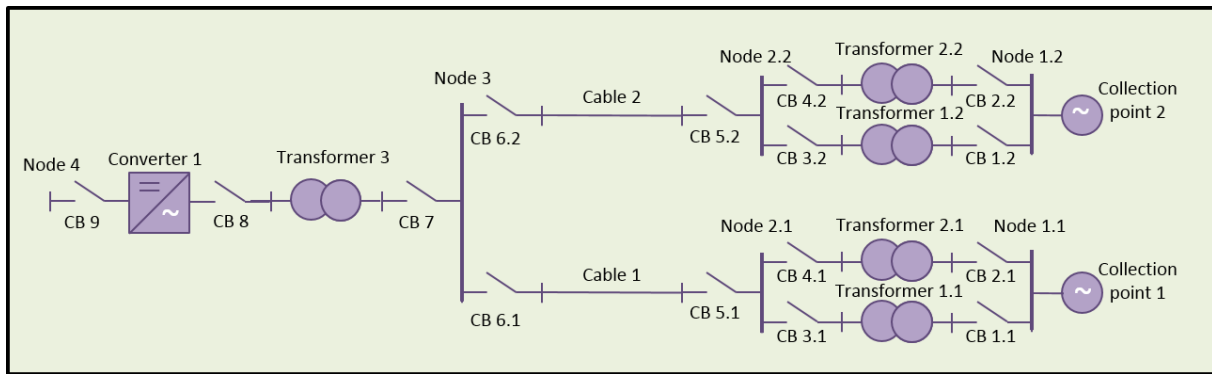 Transformer 2.2
Node 2.2
Node 1.2
Node 3
Cable 2
CB 4.2
CB 2.2
Collection
point 2
Transformer 1.2
CB 6.2
CB 5.2
CB 3.2
CB 1.2
Node 4
Converter 1
Transformer 3
~
=
~
CB 9
CB 8
CB 7
Transformer 2.1
Node 2.1
Node 1.1
Cable 1
CB 4.1
CB 2.1
Collection
point 1
Transformer 1.1
~
CB 6.1
CB 5.1
CB 3.1
CB 1.1